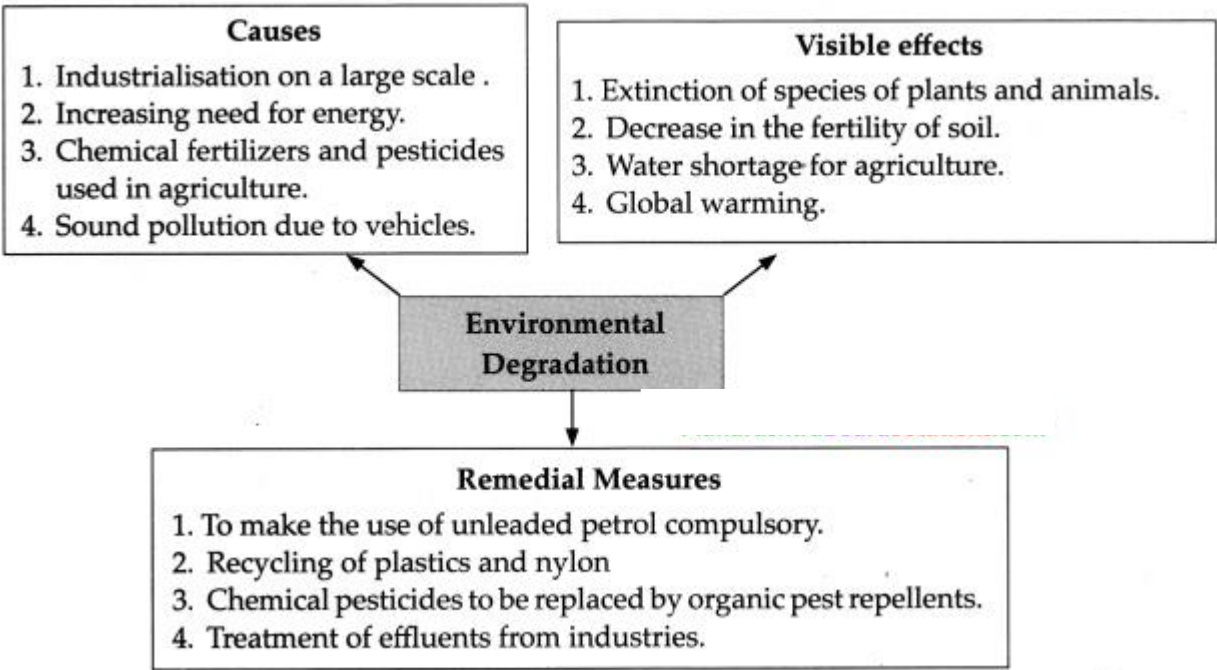 Causes
1. Industrialisation on a large scale .
2. Increasing need for energy.
3. Chemical fertilizers and pesticides
used in agriculture.
4. Sound pollution due to vehicles.
Visible effects
1. Extinction of species of plants and animals.
2. Decrease in the fertility of soil.
3. Water shortage for agriculture.
4. Global warming.
Environmental
Degradation
Remedial Measures
1. To make the use of unleaded petrol compulsory.
2. Recycling of plastics and nylon
3. Chemical pesticides to be replaced by organic pest repellents.
4. Treatment of effluents from industries.